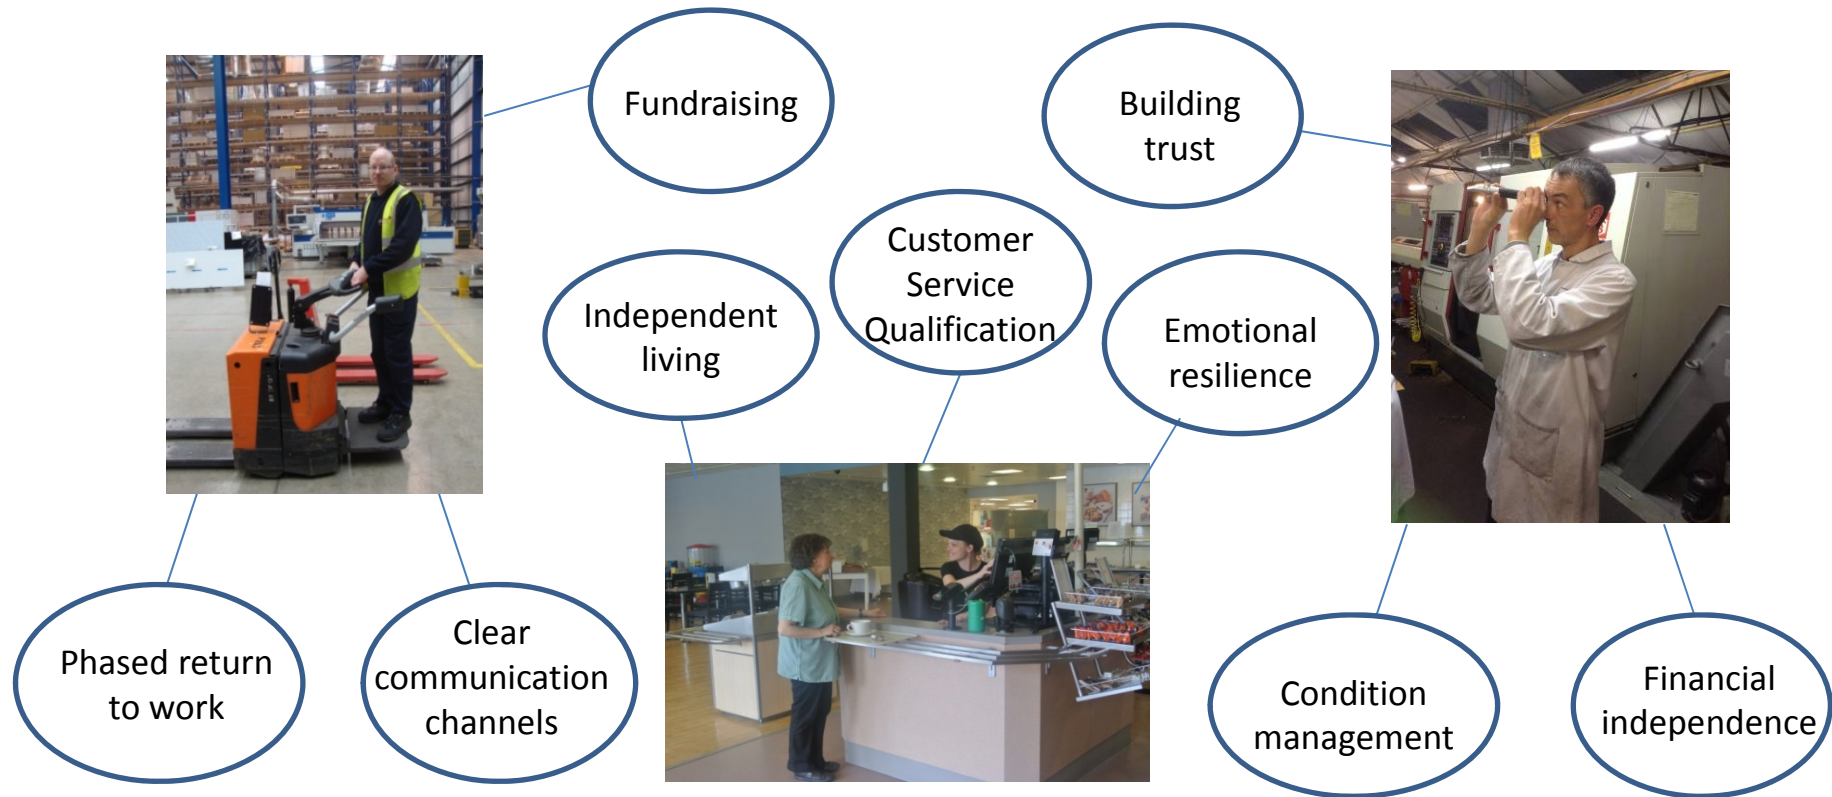 Fundraising
Building
trust
Customer
Service
Qualification
Independent
living
Emotional
resilience
Phased return
to work
Clear
communication
channels
Condition
management
Financial
independence